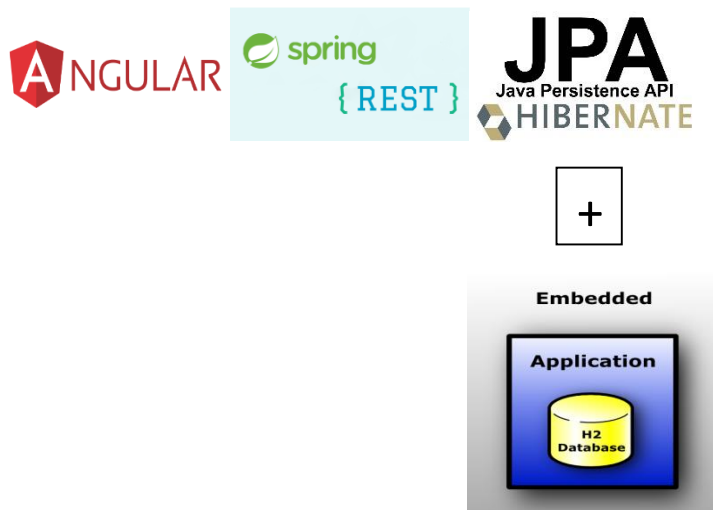 ANGULAR
spring
{ REST }
JPA
Java Persistence API
HIBERNATE
+
Embedded
Application
H2
Database